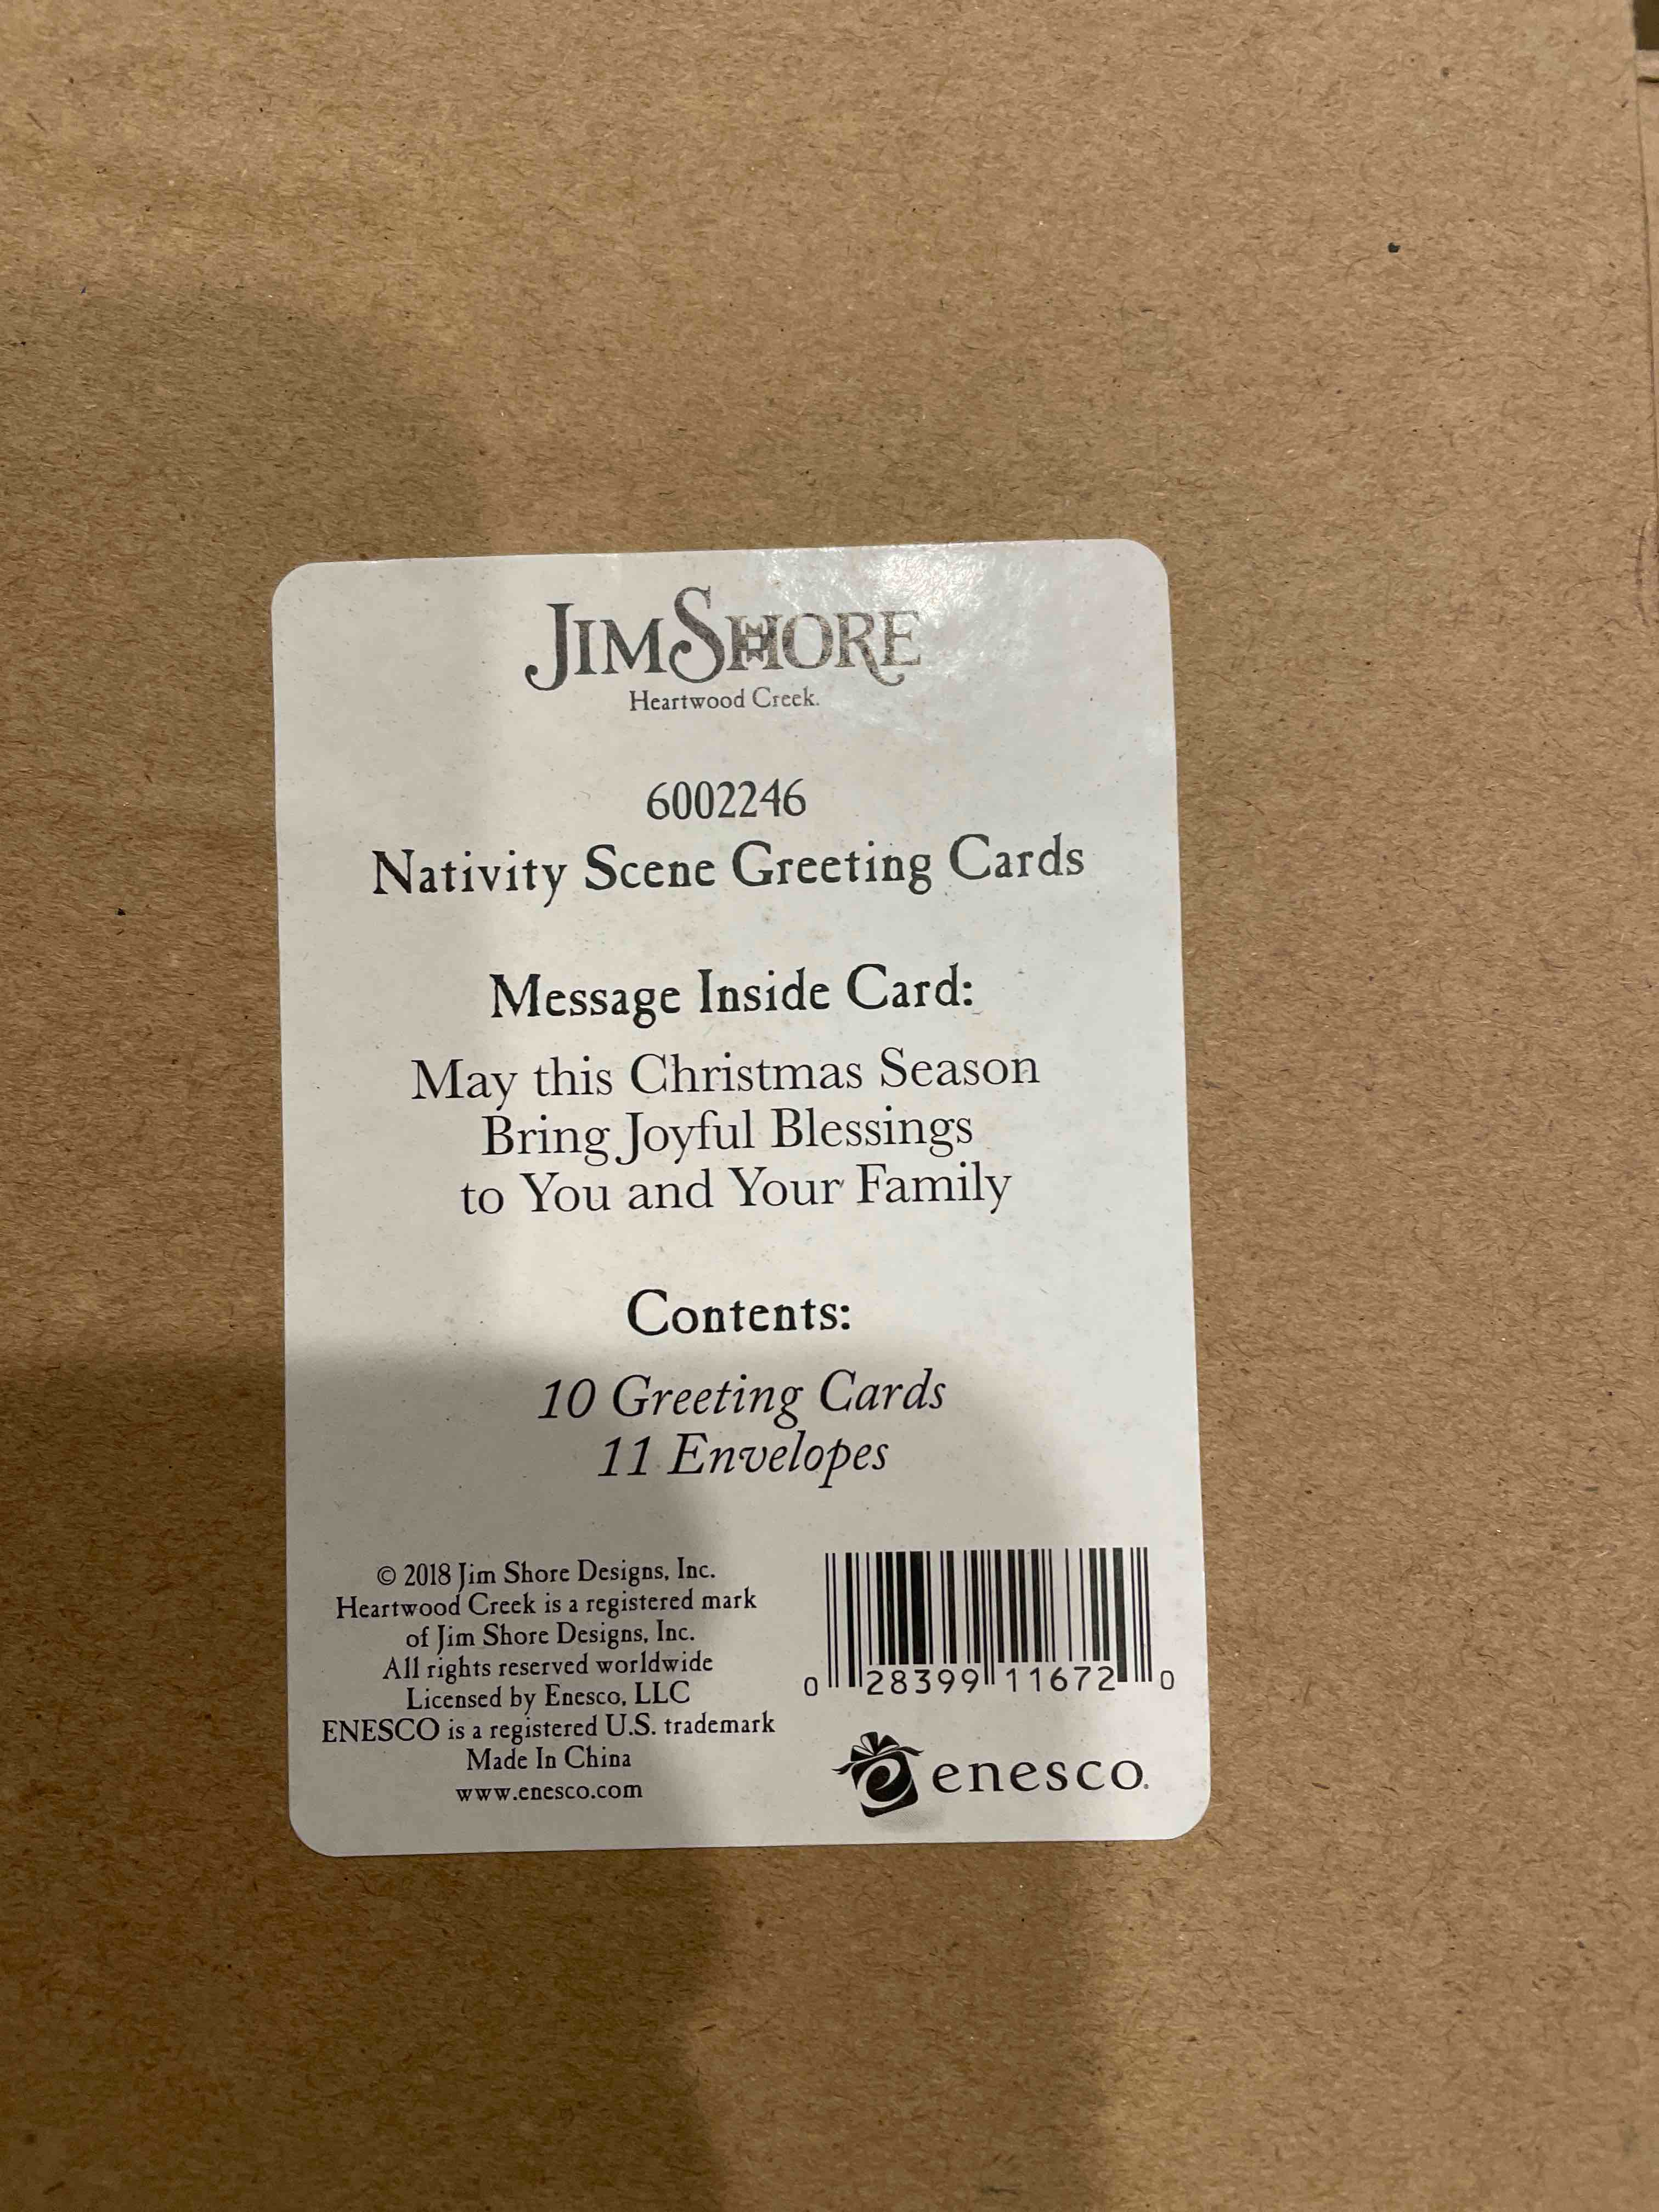 JIM SHORE
Heartwood Creek.
6002246
Nativity Scene Greeting Cards
Message Inside Card:
May this Christmas Season
Bring Joyful Blessings
to You and Your Family
Contents:
10 Greeting Cards
11 Envelopes
© 2018 Jim Shore Designs, Inc.
Heartwood Creek is a registered mark
of Jim Shore Designs, Inc.
All rights reserved worldwide
Licensed by Enesco, LLC
ENESCO is a registered U.S. trademark
Made In China
www.enesco.com
0 28399 11672 0
enesco.